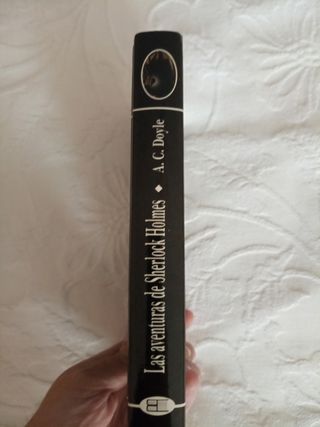 Las aventuras de Sherlock Holmes ◆ A. C. Doyle